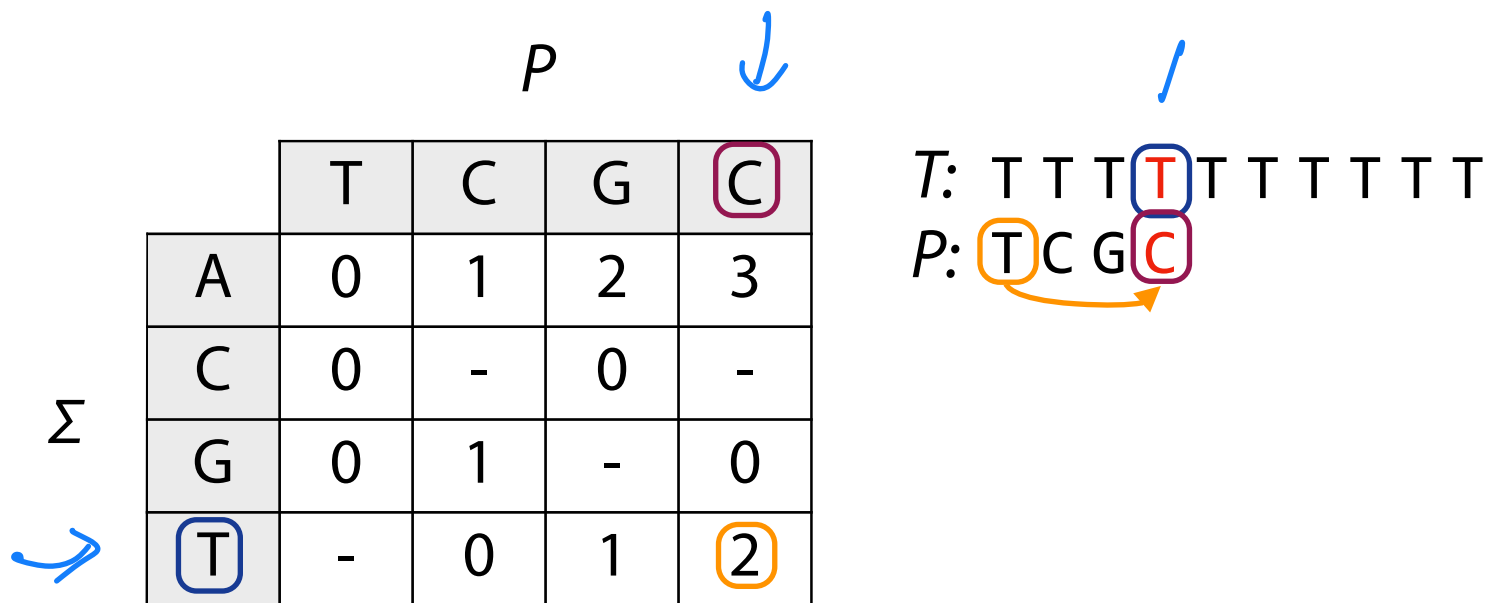 P
T C G C
A 0 1 2 3
C 0 - 0 -
Σ
G 0 1 - 0
T - 0 1 2
T: T T T T T T T T T T
P: T C G C